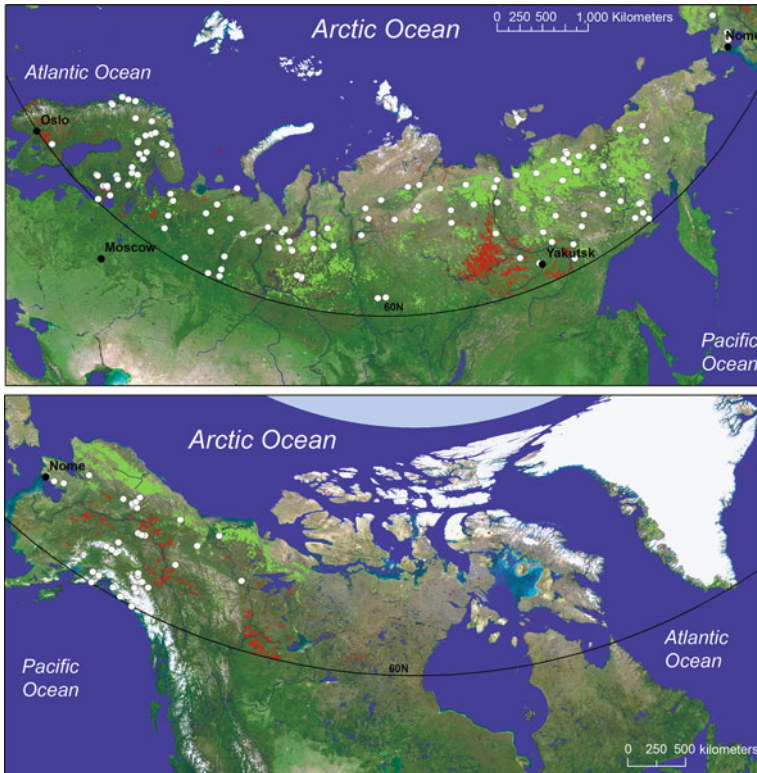 Arctic Ocean
0 250 500 1,000 Kilometers
Nome
Atlantic Ocean
Oslo
Moscow
Yakutsk
60N
Pacific
Ocean
Arctic Ocean
Nome
Pacific
Ocean
60N
Atlantic
Ocean
0 250 500 kilometers